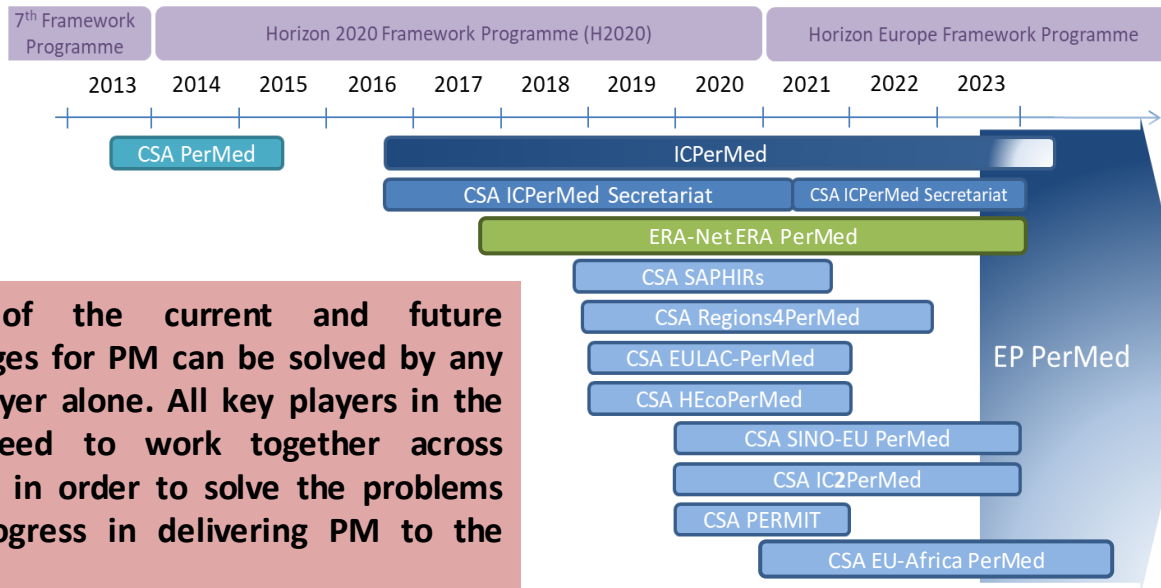 7th Framework
Programme
Horizon 2020 Framework Programme (H2020)
Horizon Europe Framework Programme
2013 2014 2015 2016 2017 2018 2019 2020 2021 2022 2023
CSA PerMed
ICPerMed
CSA ICPerMed Secretariat
CSA ICPerMed Secretariat
ERA-Net ERA PerMed
CSA SAPHIRs
CSA Regions4PerMed
CSA EULAC-PerMed
CSA HEcoPerMed
CSA SINO-EU PerMed
CSA IC2PerMed
CSA PERMIT
CSA EU-Africa PerMed
EP PerMed
of the current and future
for PM can be solved by any
alone. All key players in the
to work together across
in order to solve the problems
in delivering PM to the